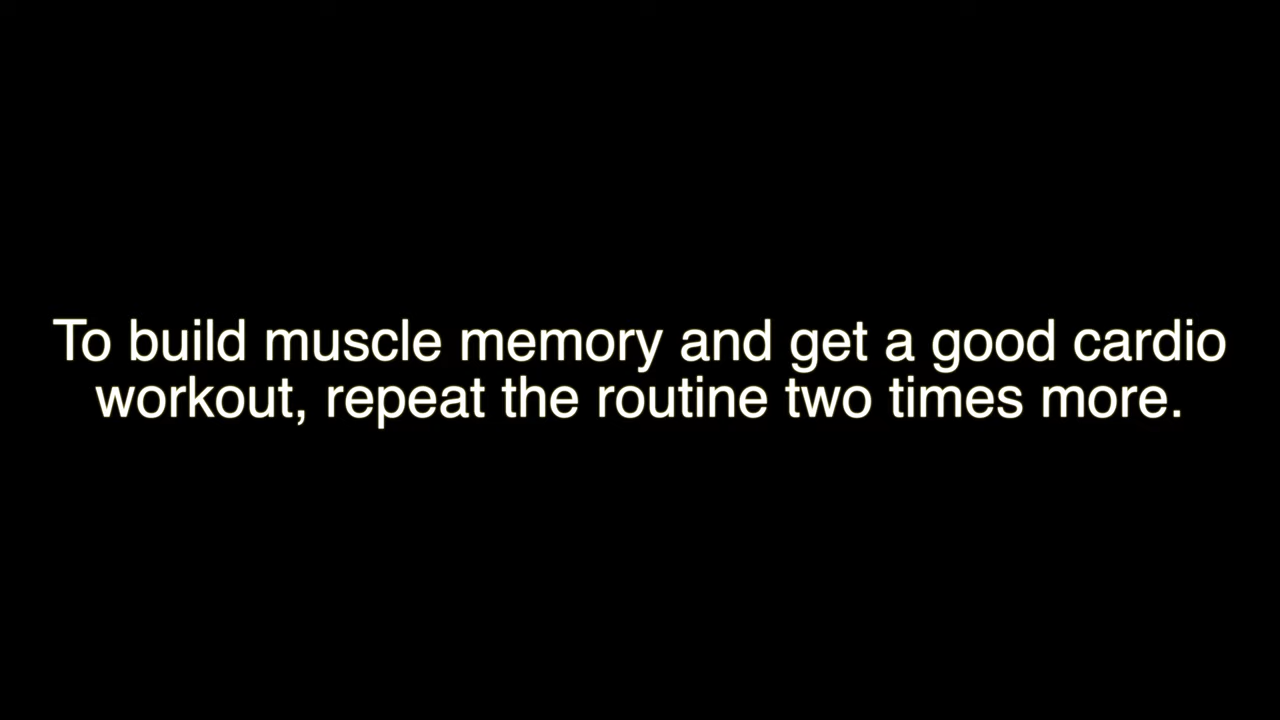 To build muscle memory and get a good cardio
workout, repeat the routine two times more.